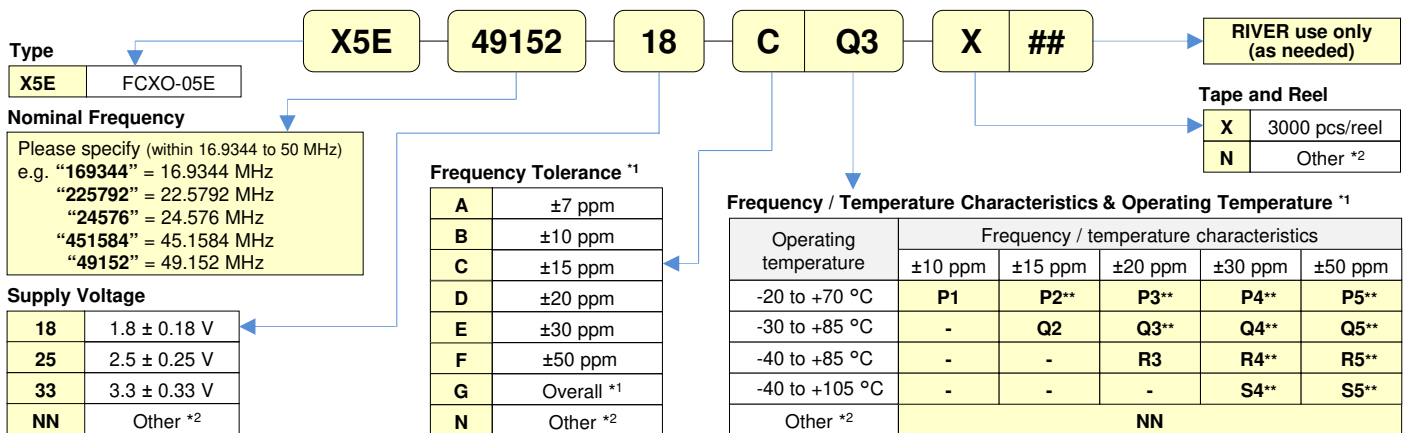 X5E 49152 18 C Q3 X ##
RIVER use only
(as needed)
Type
X5E FCXO-05E
Nominal Frequency
Please specify (within 16.9344 to 50 MHz)
e.g. “169344” = 16.9344 MHz
“225792” = 22.5792 MHz
“24576” = 24.576 MHz
“451584” = 45.1584 MHz
“49152” = 49.152 MHz
Supply Voltage
18 1.8 ± 0.18 V
25 2.5 ± 0.25 V
33 3.3 ± 0.33 V
NN Other *2
Frequency Tolerance *1
A ±7 ppm
B ±10 ppm
C ±15 ppm
D ±20 ppm
E ±30 ppm
F ±50 ppm
G Overall *1
N Other *2
Tape and Reel
X 3000 pcs/reel
N Other *2
Frequency / Temperature Characteristics & Operating Temperature *1
Operating temperature Frequency / temperature characteristics
±10 ppm ±15 ppm ±20 ppm ±30 ppm ±50 ppm
-20 to +70 °C P1 P2** P3** P4** P5**
-30 to +85 °C - Q2 Q3** Q4** Q5**
-40 to +85 °C - - R3 R4** R5**
-40 to +105 °C - - - S4** S5**
Other *2 NN